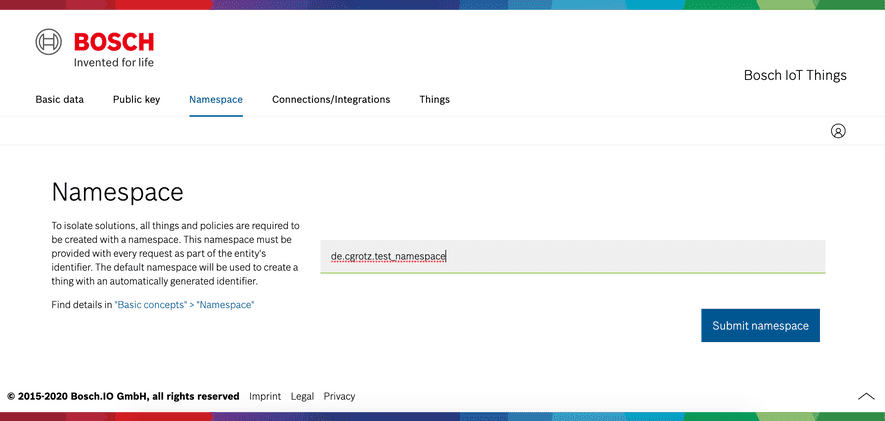 BOSCH
Invented for life
Bosch IoT Things
Basic data Public key Namespace Connections/Integrations Things
Namespace
To isolate solutions, all things and policies are required
to be created with a namespace. This namespace must be
provided with every request as part of the entity's
identifier. The default namespace will be used to create a
thing with an automatically generated identifier.
Find details in "Basic concepts" > "Namespace"
de.cgrotz.test_namespace
Submit namespace
© 2015-2020 Bosch.IO GmbH, all rights reserved Imprint Legal Privacy